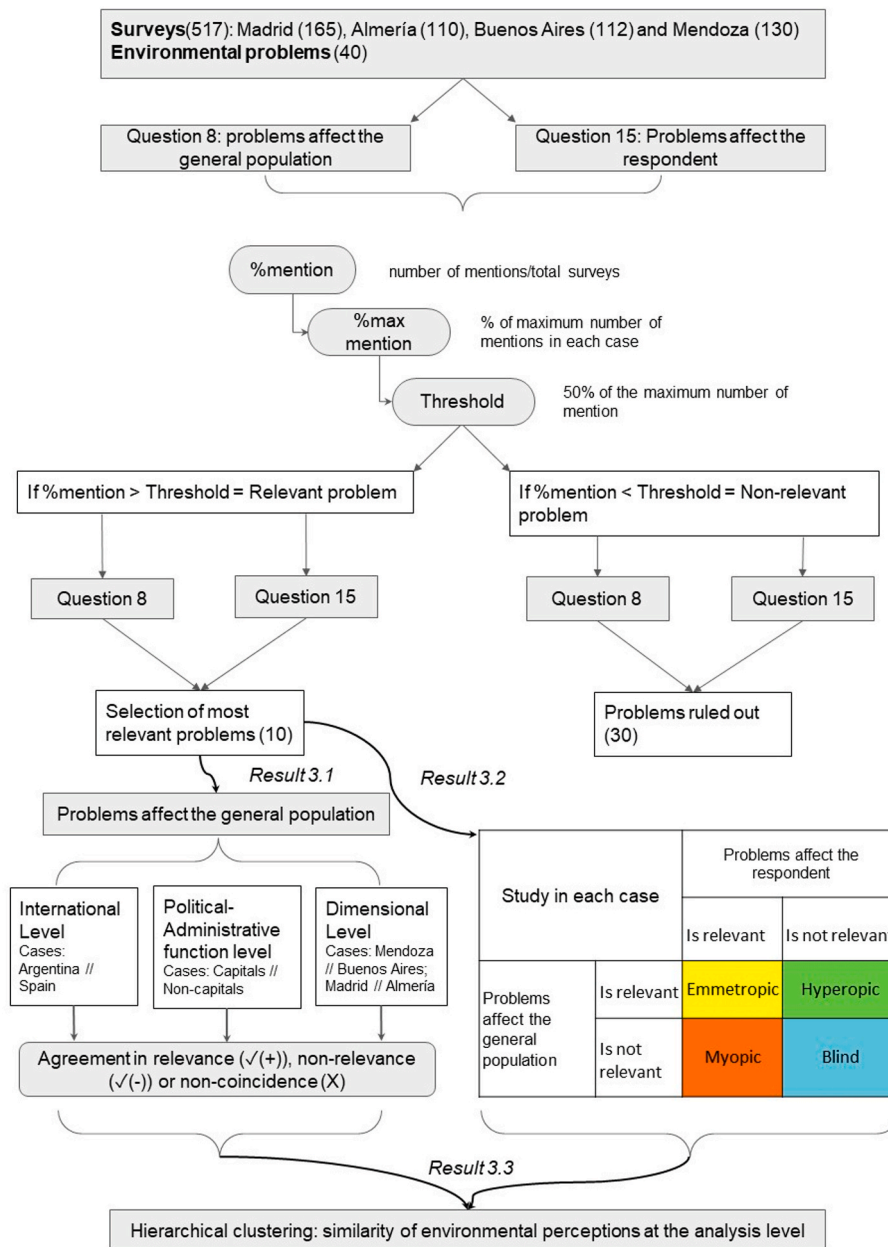 Surveys(517): Madrid (165), Almería (110), Buenos Aires (112) and Mendoza (130)
Environmental problems (40)
Question 8: problems affect the
general population
Question 15: Problems affect the
respondent
%mention
number of mentions/total surveys
%max
mention
% of maximum number of
mentions in each case
Threshold
50% of the maximum number of
mention
If %mention > Threshold = Relevant problem
If %mention < Threshold = Non-relevant
problem
Question 8
Question 15
Question 8
Question 15
Selection of most
relevant problems (10)
Problems ruled out
(30)
Result 3.1
Result 3.2
Problems affect the general population
International
Level
Cases:
Argentina //
Spain
Political-
Administrative
function level
Cases: Capitals //
Non-capitals
Dimensional
Level
Cases: Mendoza
// Buenos Aires;
Madrid // Almería
Agreement in relevance (✓(+)), non-relevance
(✓(-)) or non-coincidence (X)
Study in each case
Problems affect the
respondent
Is relevant
Is not relevant
Problems
affect the
general
population
Is relevant
Emmetropic
Hyperopic
Is not
relevant
Myopic
Blind
Result 3.3
Hierarchical clustering: similarity of environmental perceptions at the analysis level